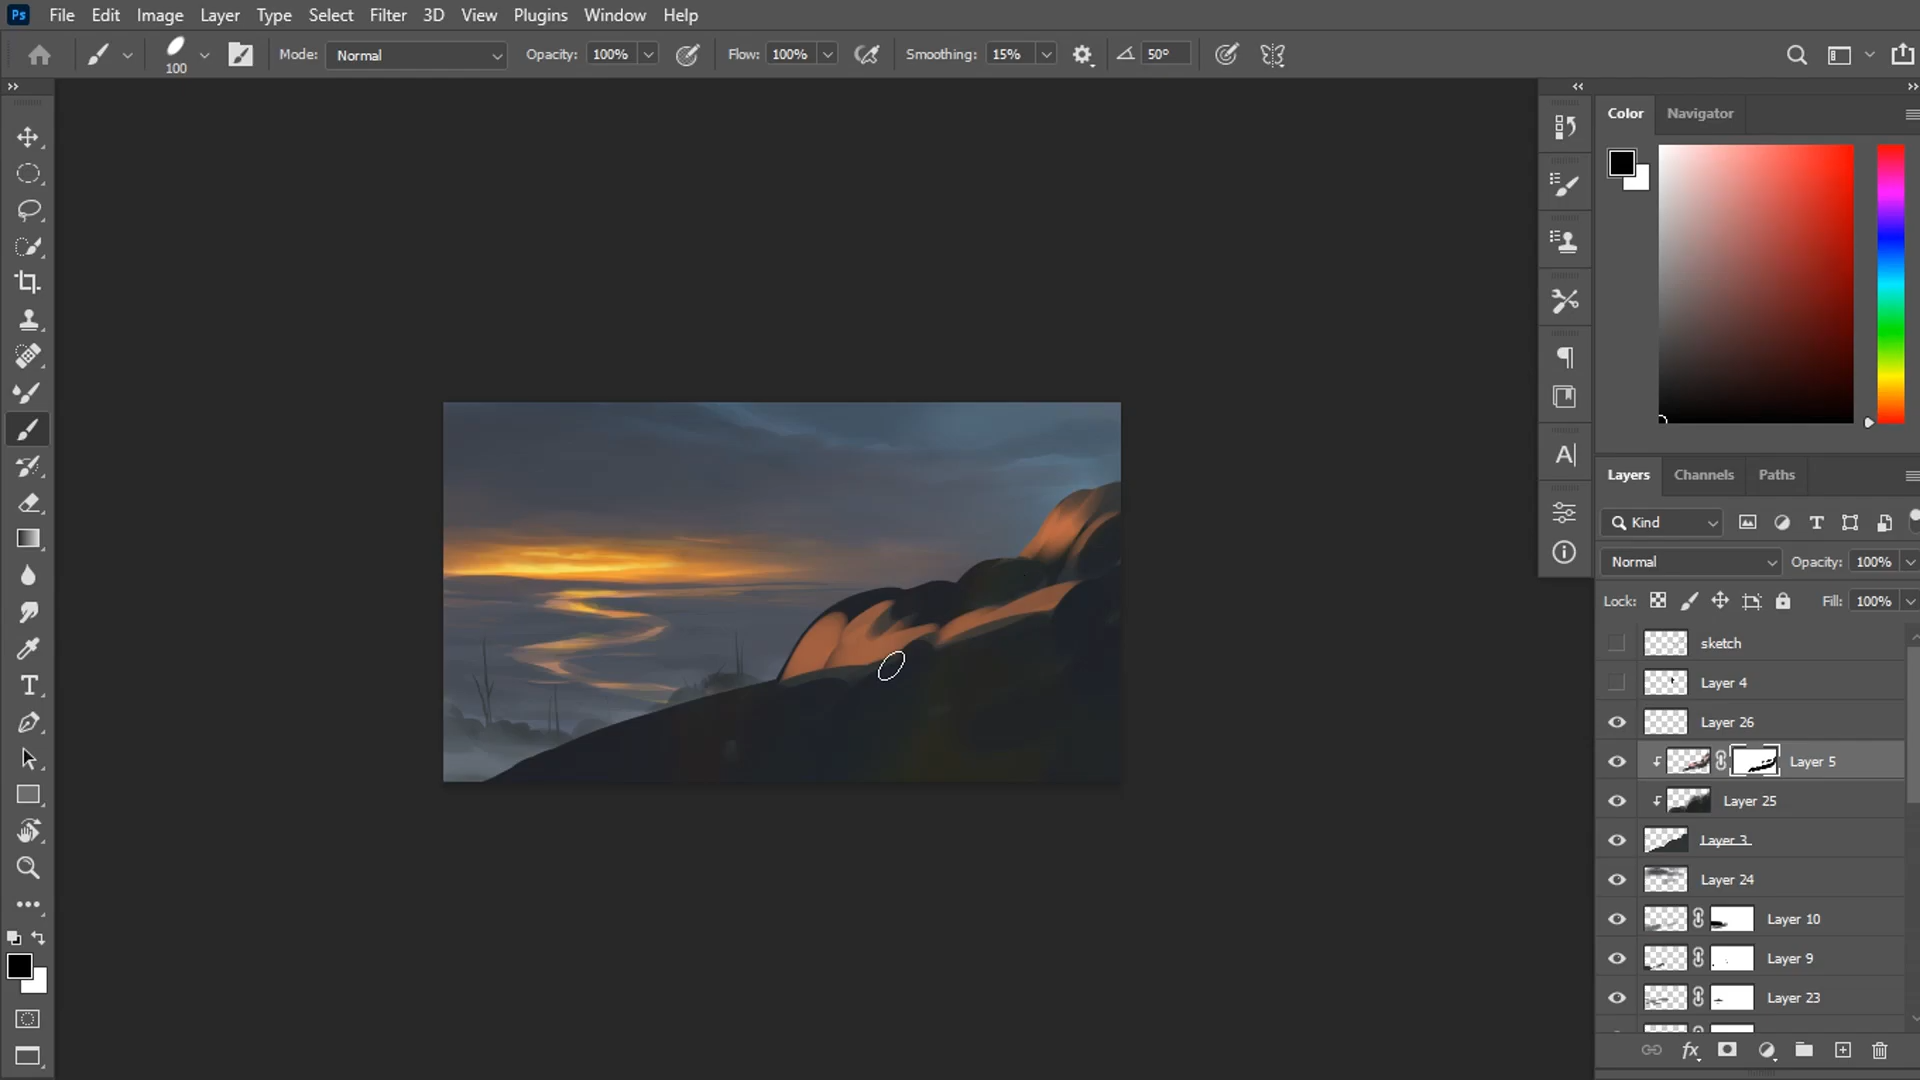 Ps File Edit Image Layer Type Select Filter 3D View Plugins Window Help
100 Mode: Normal Opacity: 100% Flow: 100% Smoothing: 15% 50°
Color Navigator
Layers Channels Paths
Kind
Normal Opacity: 100%
Lock: Fill: 100%
sketch
Layer 4
Layer 26
Layer 5
Layer 25
Layer 3
Layer 24
Layer 10
Layer 9
Layer 23
fx